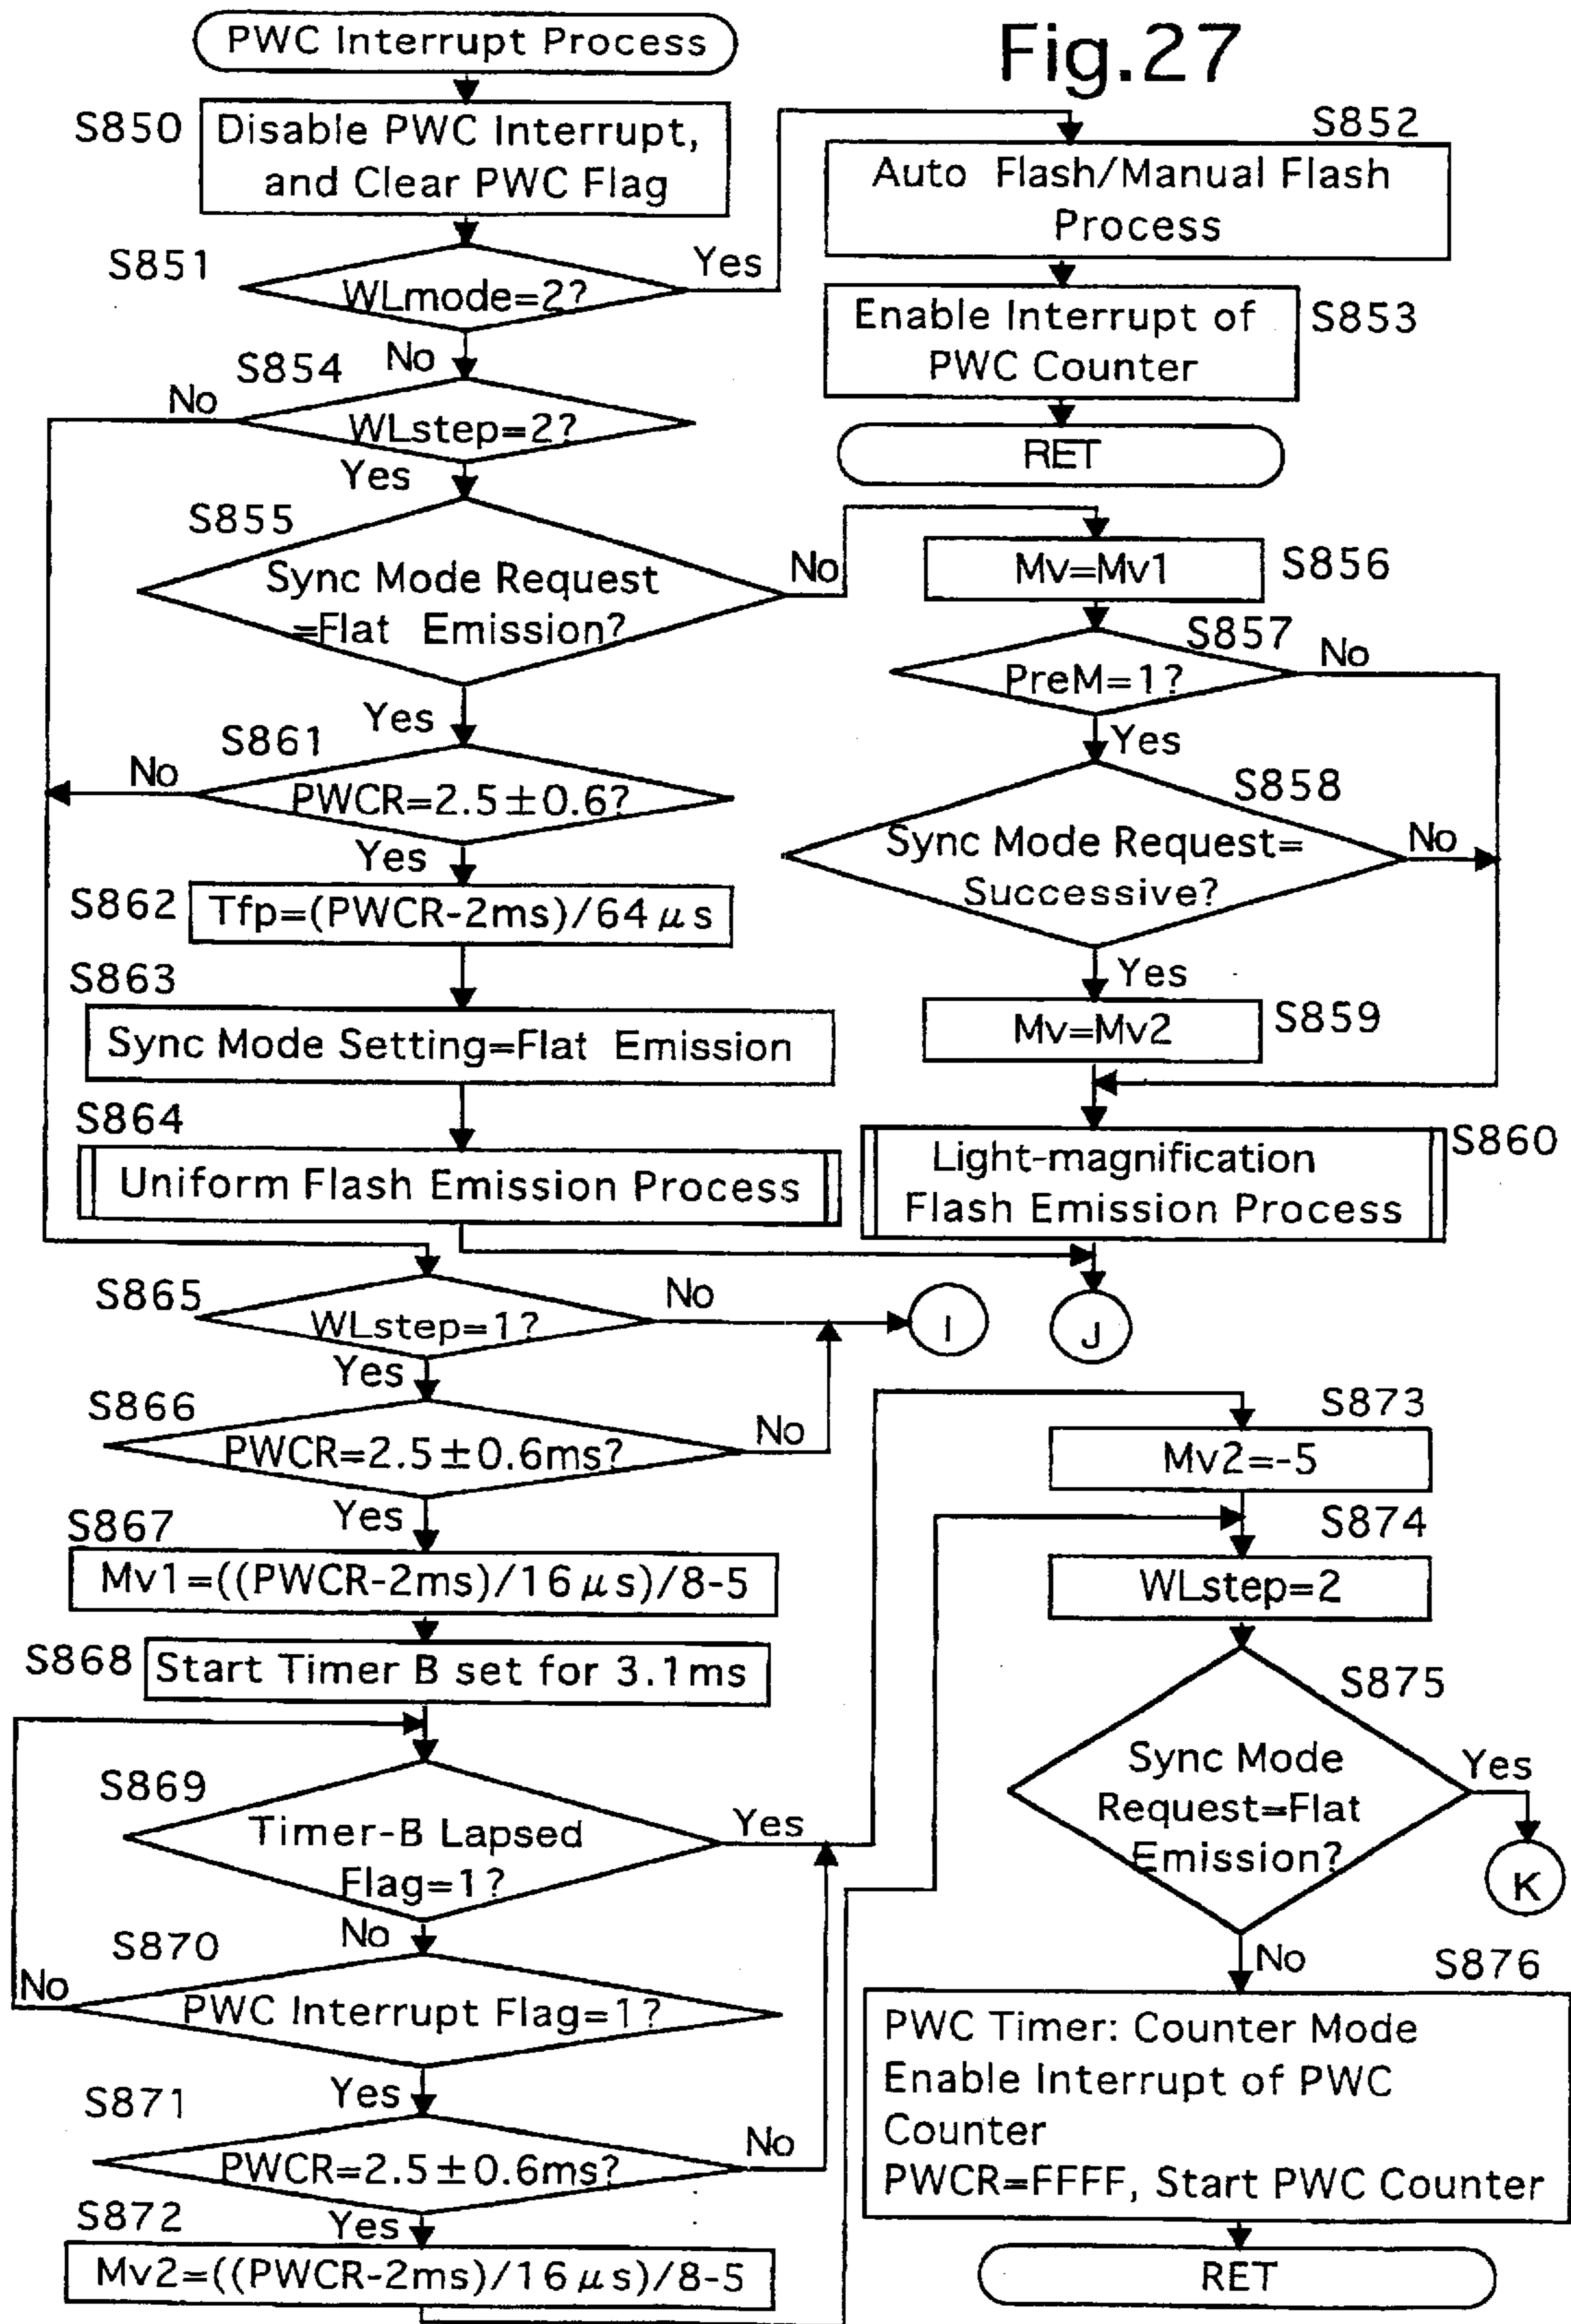 Fig.27
PWC Interrupt Process
S850
Disable PWC Interrupt,
and Clear PWC Flag
S851
WLmode=2?
Yes
No
S852
Auto Flash/Manual Flash
Process
Enable Interrupt of
PWC Counter
S853
RET
S854
WLstep=2?
No
Yes
S855
Sync Mode Request
=Flat Emission?
No
Yes
Mv=Mv1
S856
S857
PreM=1?
No
Yes
S858
Sync Mode Request=
Successive?
No
Yes
Mv=Mv2
S859
Light-magnification
Flash Emission Process
S860
S861
PWCR=2.5±0.6?
No
Yes
S862
Tfp=(PWCR-2ms)/64μs
S863
Sync Mode Setting=Flat Emission
S864
Uniform Flash Emission Process
S865
WLstep=1?
No
Yes
I
J
S866
PWCR=2.5±0.6ms?
No
Yes
S867
Mv1=((PWCR-2ms)/16μs)/8-5
S868
Start Timer B set for 3.1ms
S869
Timer-B Lapsed
Flag=1?
Yes
No
S870
PWC Interrupt Flag=1?
No
Yes
S871
PWCR=2.5±0.6ms?
No
Yes
S872
Mv2=((PWCR-2ms)/16μs)/8-5
S873
Mv2=-5
S874
WLstep=2
S875
Sync Mode
Request=Flat
Emission?
Yes
K
No
S876
PWC Timer: Counter Mode
Enable Interrupt of PWC
Counter
PWCR=FFFF, Start PWC Counter
RET